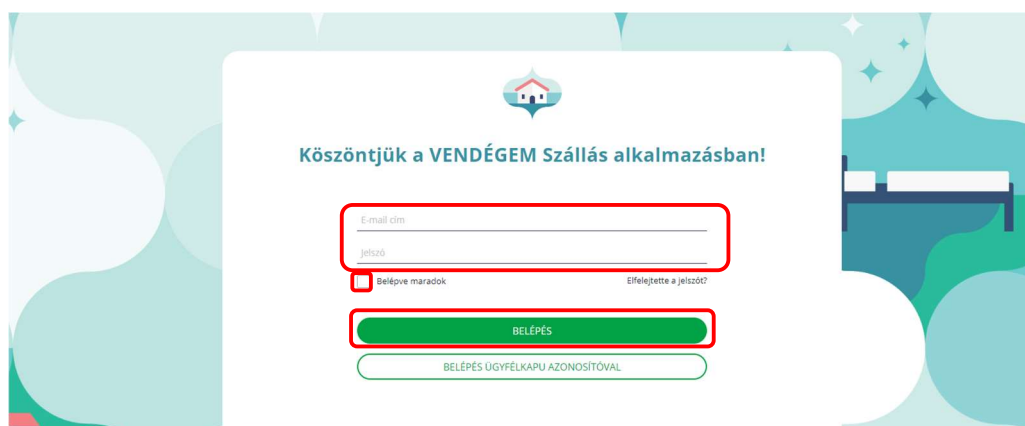 Köszöntjük a VENDÉGEM Szállás alkalmazásban!
E-mail cím
Jelszó
Belépve maradok
Elfelejtette a jelszót?
BELÉPÉS
BELÉPÉS ÜGYFÉLKAPU AZONOSÍTÓVAL